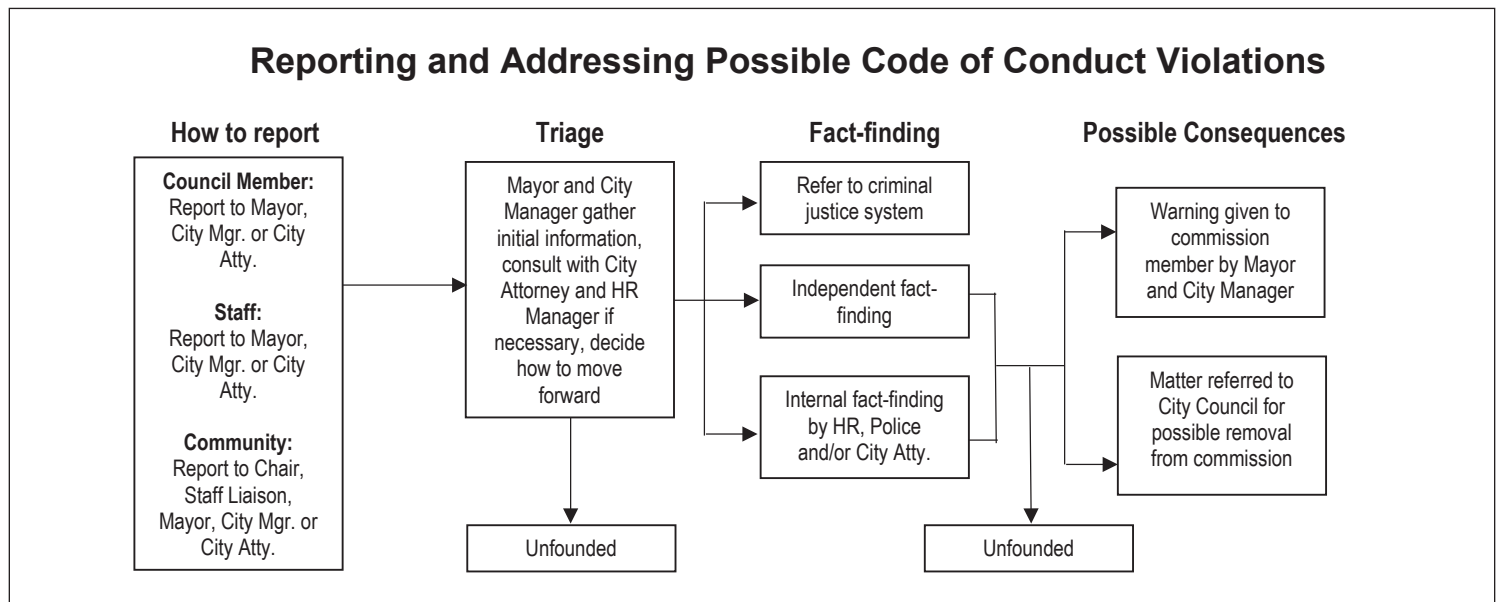 Reporting and Addressing Possible Code of Conduct Violations
How to report
Council Member:
Report to Mayor,
City Mgr. or City
Atty.
Staff:
Report to Mayor,
City Mgr. or City
Atty.
Community:
Report to Chair,
Staff Liaison,
Mayor, City Mgr. or
City Atty.
Triage
Mayor and City
Manager gather
initial information,
consult with City
Attorney and HR
Manager if
necessary, decide
how to move
forward
Unfounded
Fact-finding
Refer to criminal
justice system
Independent fact-
finding
Internal fact-finding
by HR, Police
and/or City Atty.
Unfounded
Possible Consequences
Warning given to
commission
member by Mayor
and City Manager
Matter referred to
City Council for
possible removal
from commission